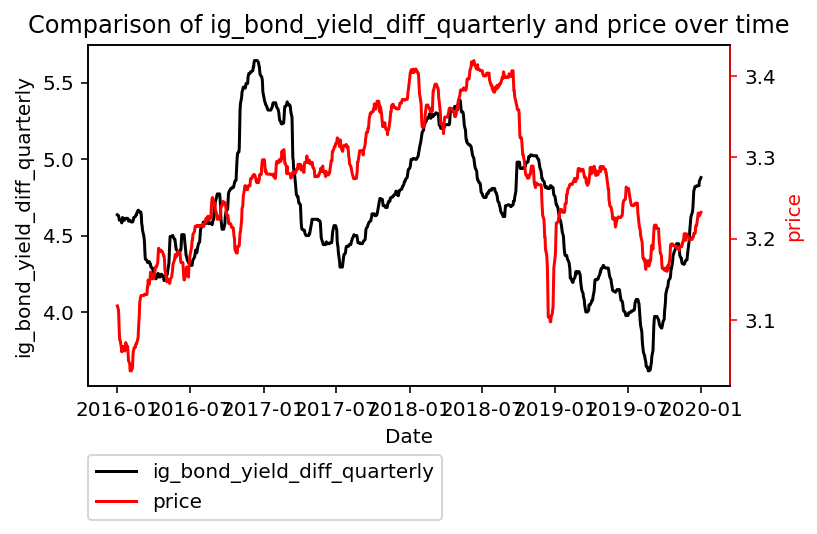 Comparison of ig_bond_yield_diff_quarterly and price over time
ig_bond_yield_diff_quarterly
5.5
5.0
4.5
4.0
3.4
3.3
3.2
3.1
price
2016-01 2016-07 2017-01 2017-07 2018-01 2018-07 2019-01 2019-07 2020-01
Date
ig_bond_yield_diff_quarterly
price